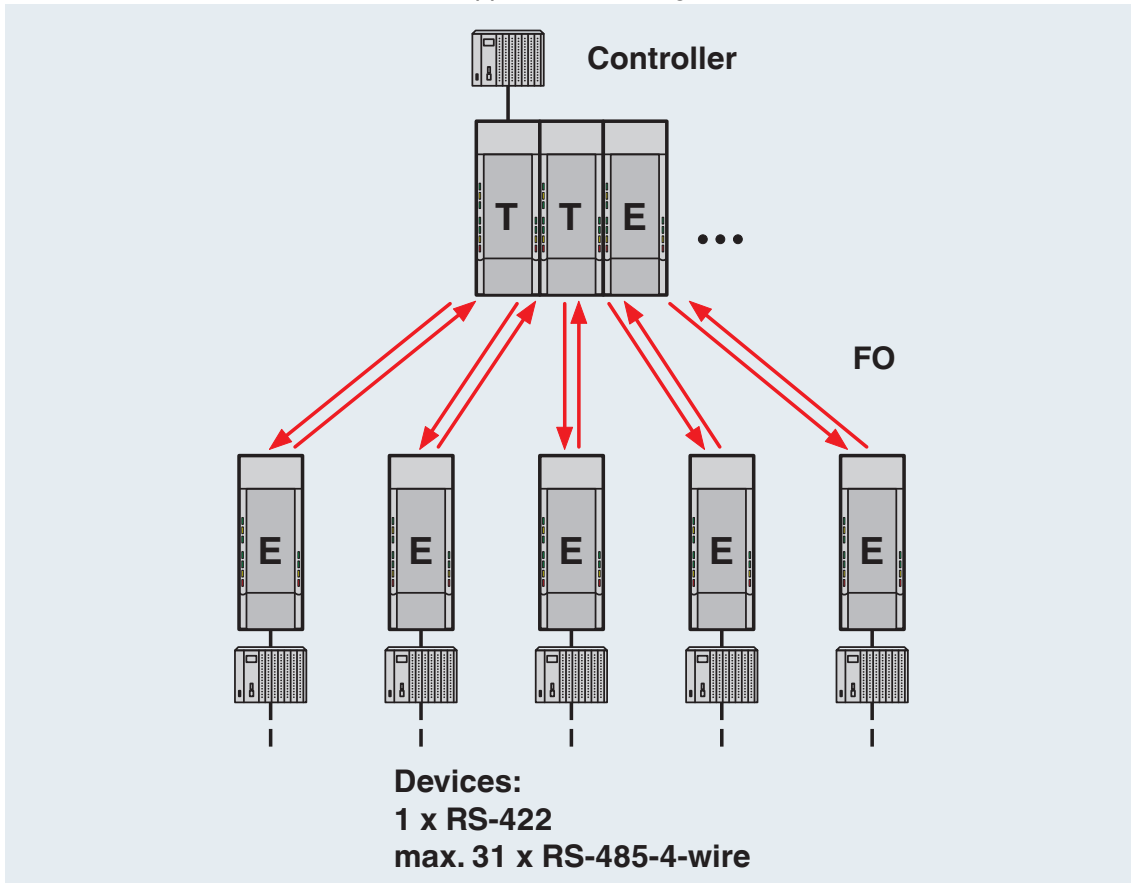 Controller
T T E
FO
E E E E E
Devices:
1 x RS-422
max. 31 x RS-485-4-wire